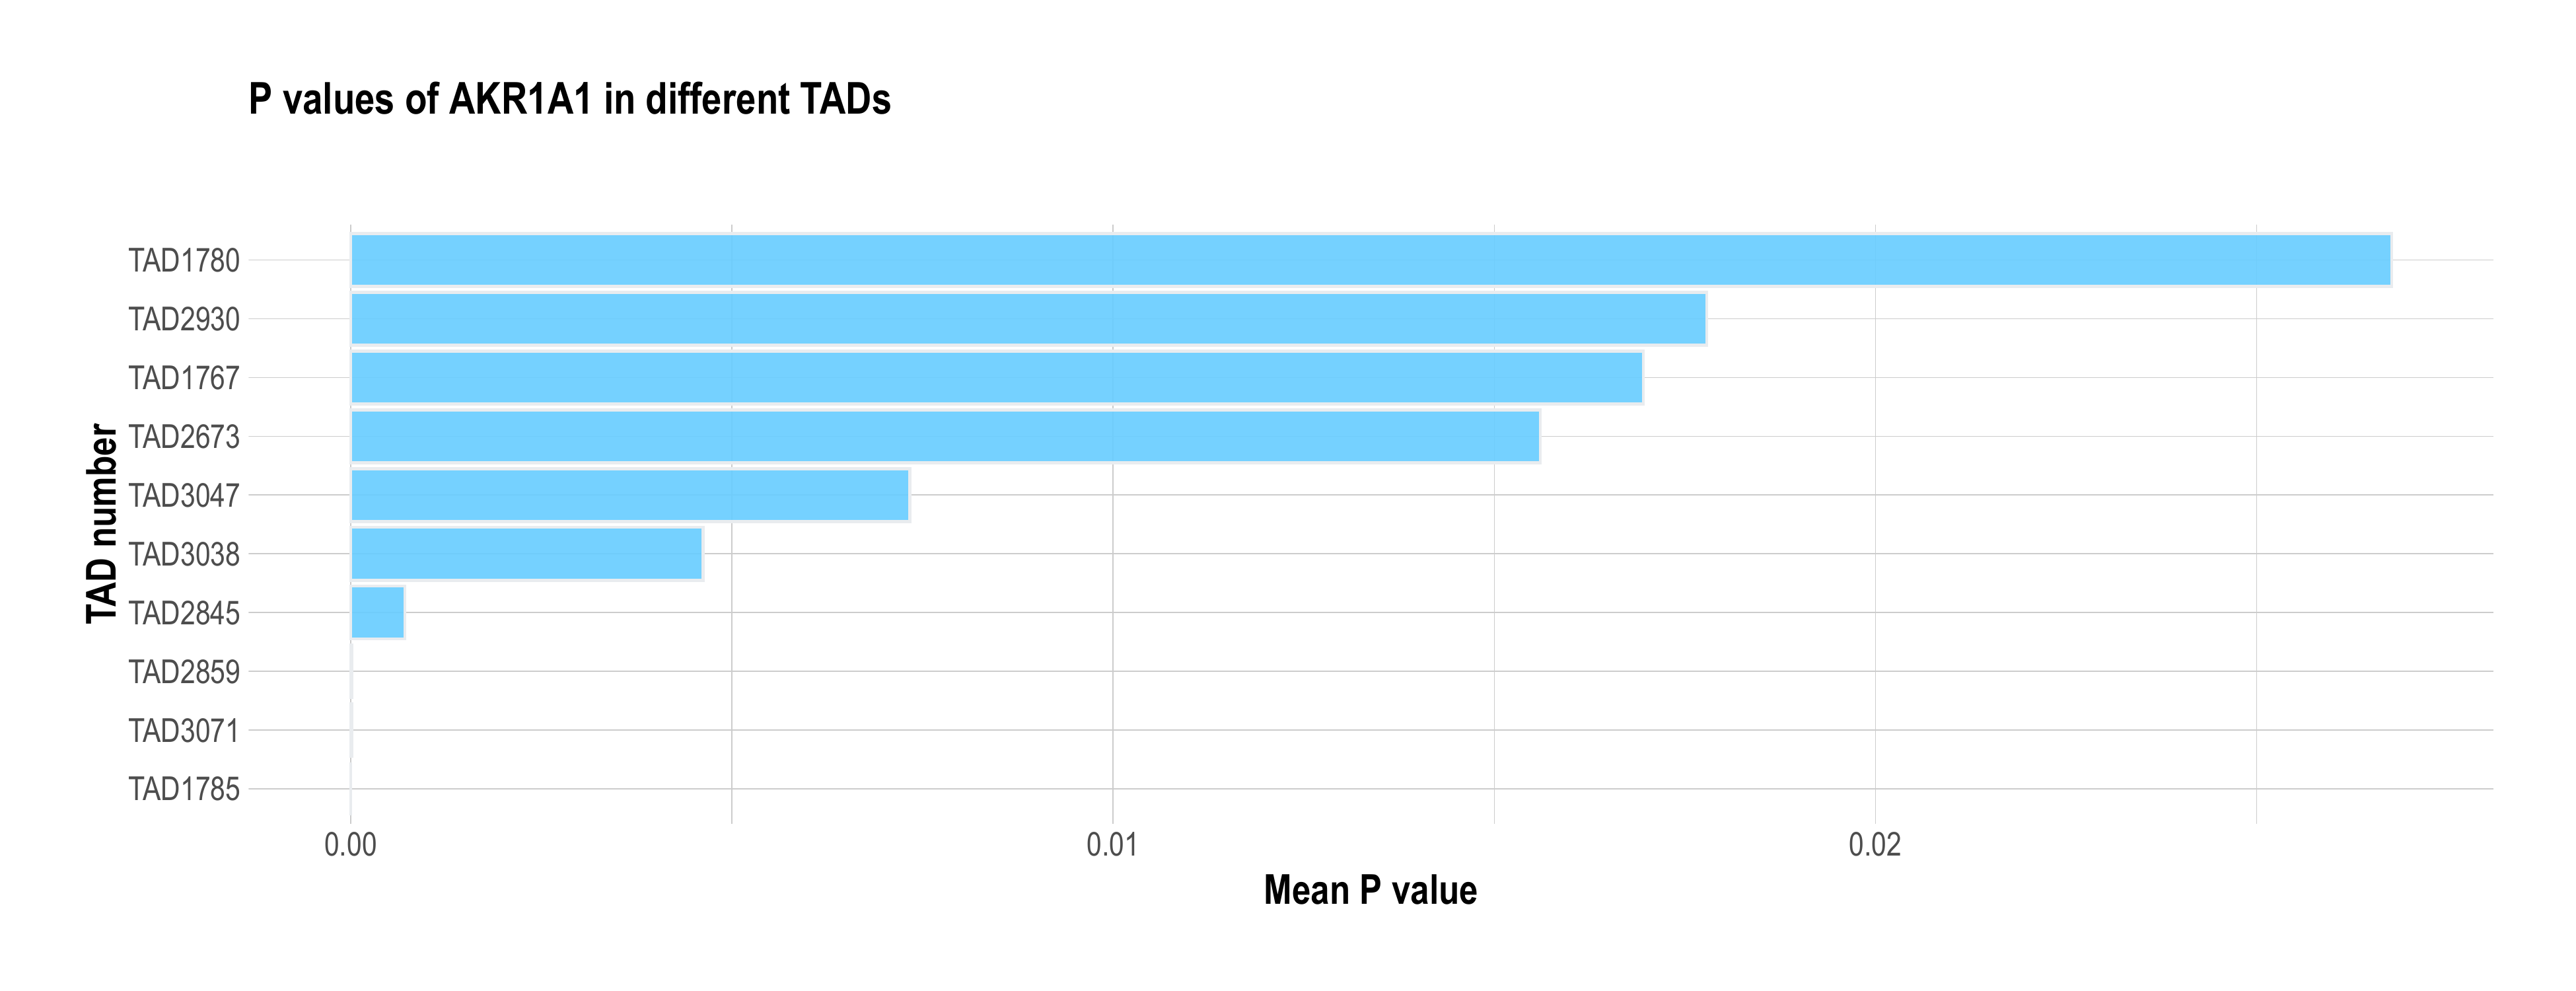 P values of AKR1A1 in different TADs
TAD number
TAD1780
TAD2930
TAD1767
TAD2673
TAD3047
TAD3038
TAD2845
TAD2859
TAD3071
TAD1785
0.00 0.01 0.02
Mean P value